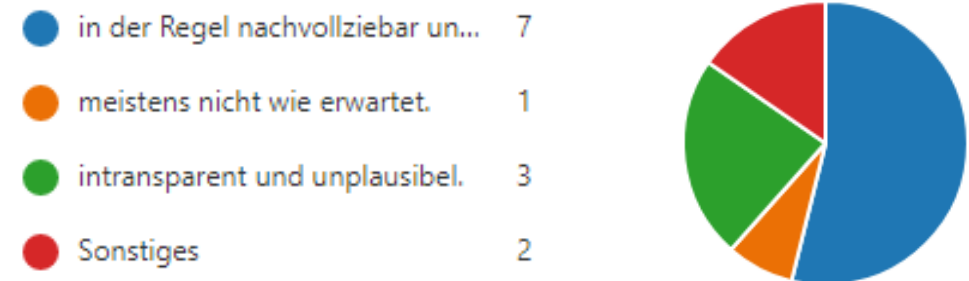 in der Regel nachvollziebar un... 7
meistens nicht wie erwartet. 1
intransparent und unplausibel. 3
Sonstiges 2